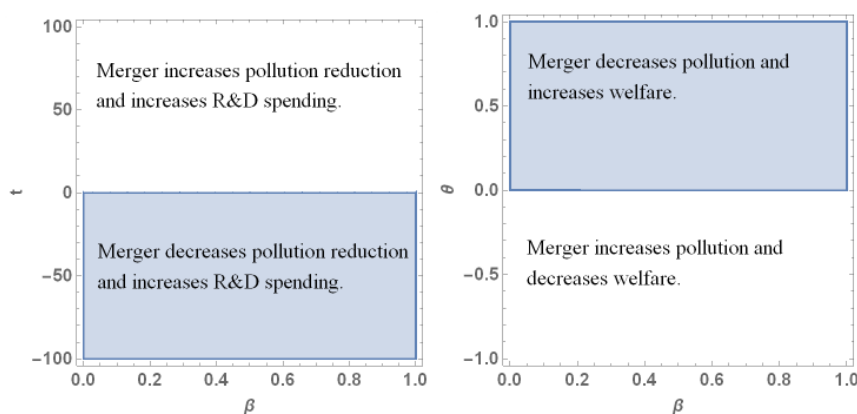 100
Merger increases pollution reduction
and increases R&D spending.
50
t
0
Merger decreases pollution reduction
and increases R&D spending.
−50
−100
0.0 0.2 0.4 0.6 0.8 1.0
β
1.0
Merger decreases pollution and
increases welfare.
0.5
θ
0.0
Merger increases pollution and
decreases welfare.
−0.5
−1.0
0.0 0.2 0.4 0.6 0.8 1.0
β